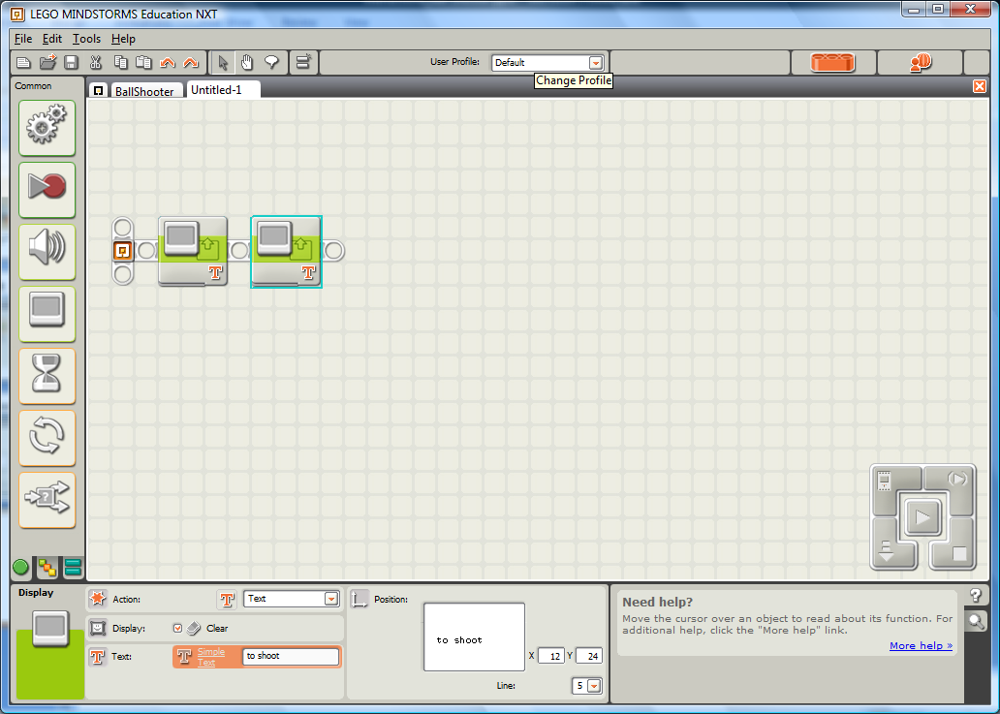 LEGO MINDSTORMS Education NXT
File Edit Tools Help
User Profile: Default
Change Profile
Common
BallShooter Untitled-1
T T
Display
Action: T Text
Display: Clear
T Text: T Simple Text to shoot
Position:
to shoot
X 12 Y 24
Line: 5
Need help?
Move the cursor over an object to read about its function. For
additional help, click the "More help" link.
More help »
?